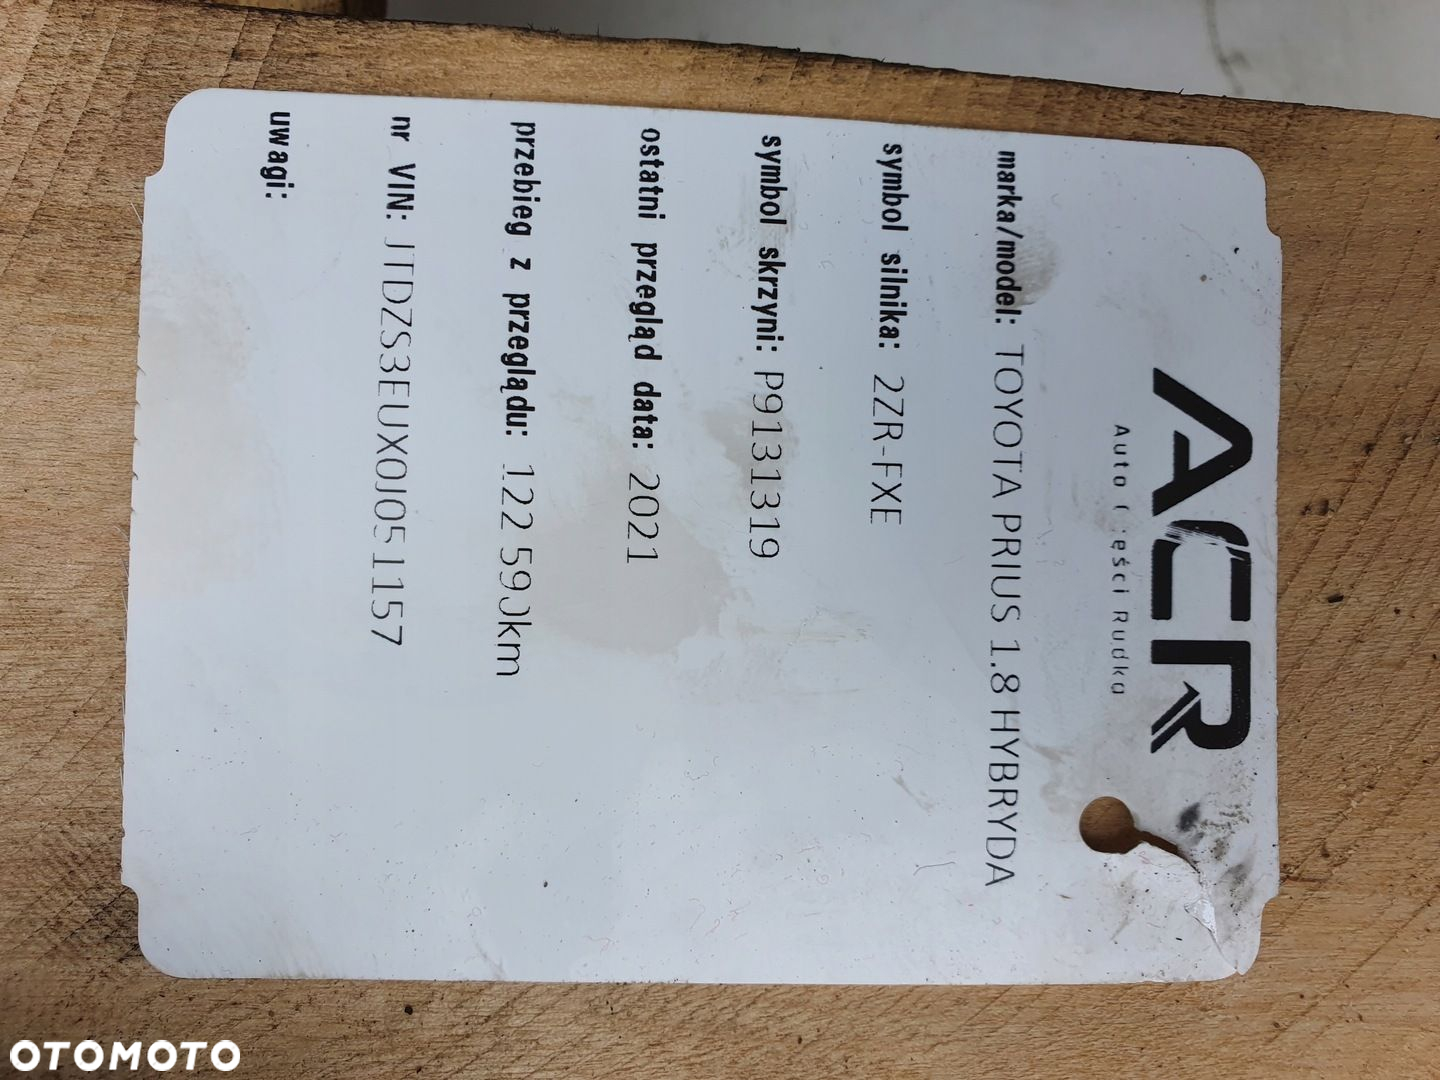 ACR
Auto Części Rudka
marka/model: TOYOTA PRIUS 1.8 HYBRYDA
symbol silnika: 2ZR-FXE
symbol skrzyni: P9131319
ostatni przegląd data: 2021
przebieg z przeglądu: 122 590km
nr VIN: JTDZS3EUX0J051157
uwagi:
OTOMOTO